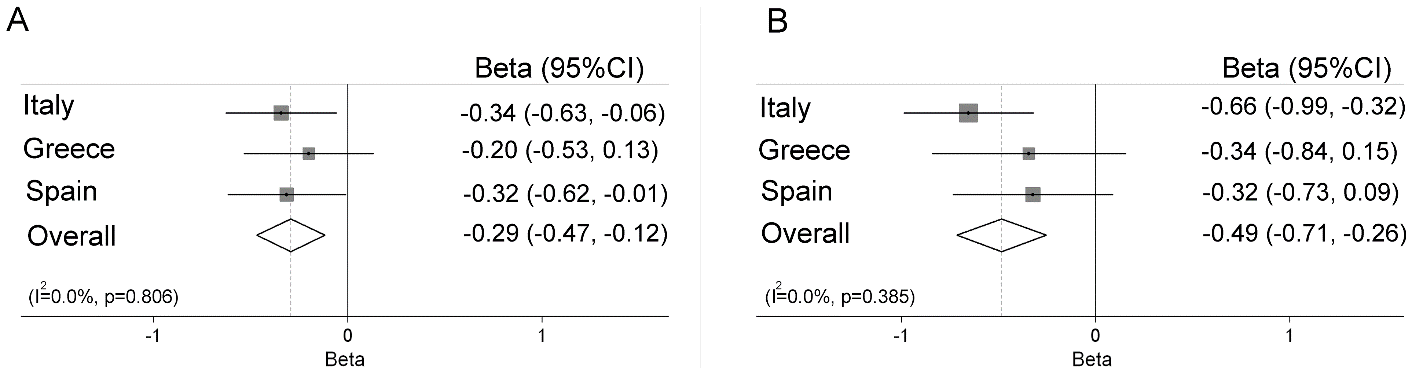 A
Beta (95%CI)
Italy -0.34 (-0.63, -0.06)
Greece -0.20 (-0.53, 0.13)
Spain -0.32 (-0.62, -0.01)
Overall -0.29 (-0.47, -0.12)
(I²=0.0%, p=0.806)
-1 0 1
Beta
B
Beta (95%CI)
Italy -0.66 (-0.99, -0.32)
Greece -0.34 (-0.84, 0.15)
Spain -0.32 (-0.73, 0.09)
Overall -0.49 (-0.71, -0.26)
(I²=0.0%, p=0.385)
-1 0 1
Beta